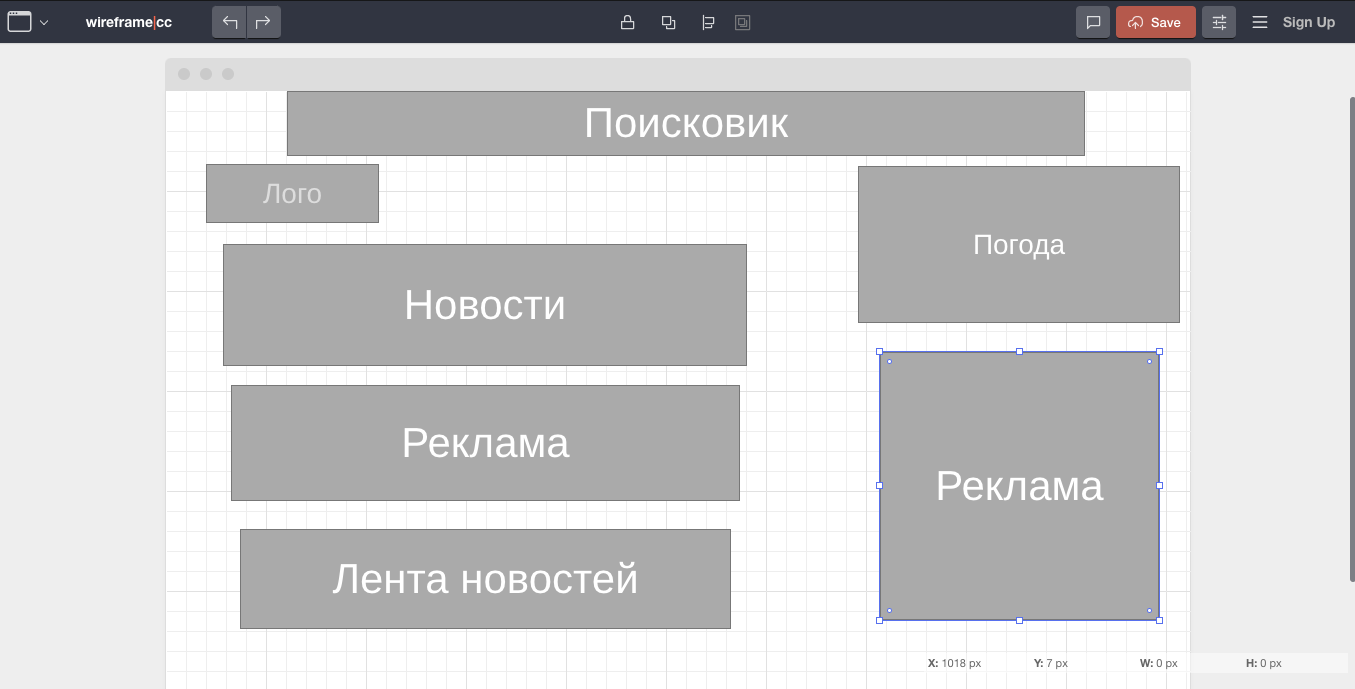 wireframe|cc
Save
Sign Up
Поисковик
Лого
Погода
Новости
Реклама
Реклама
Лента новостей
X: 1018 px Y: 7 px W: 0 px H: 0 px